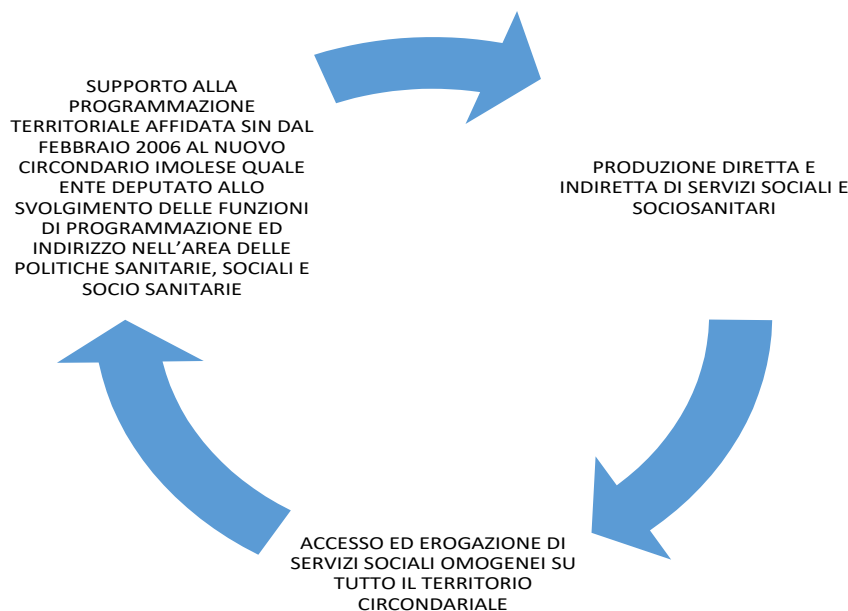 SUPPORTO ALLA
PROGRAMMAZIONE
TERRITORIALE AFFIDATA SIN DAL
FEBBRAIO 2006 AL NUOVO
CIRCONDARIO IMOLESE QUALE
ENTE DEPUTATO ALLO
SVOLGIMENTO DELLE FUNZIONI
DI PROGRAMMAZIONE ED
INDIRIZZO NELL’AREA DELLE
POLITICHE SANITARIE, SOCIALI E
SOCIO SANITARIE
PRODUZIONE DIRETTA E
INDIRETTA DI SERVIZI SOCIALI E
SOCIOSANITARI
ACCESSO ED EROGAZIONE DI
SERVIZI SOCIALI OMOGENEI SU
TUTTO IL TERRITORIO
CIRCONDARIALE